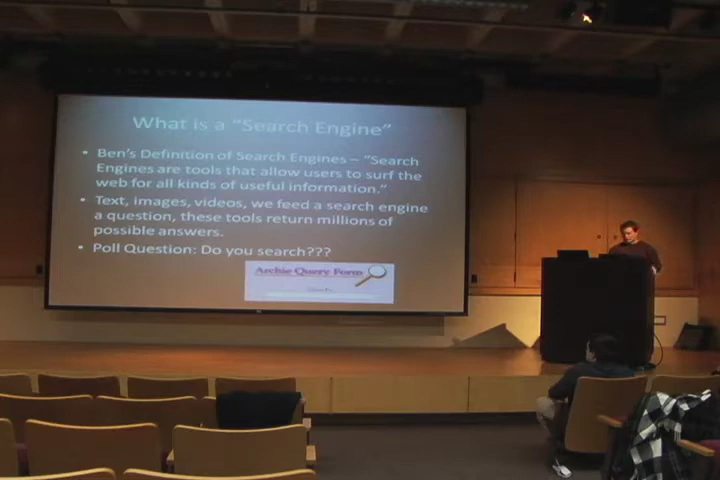 What is a "Search Engine"
• Ben's Definition of Search Engines – "Search
Engines are tools that allow users to surf the
web for all kinds of useful information."
• Text, images, videos, we feed a search engine
a question, these tools return millions of
possible answers.
• Poll Question: Do you search???
Archie Query Form